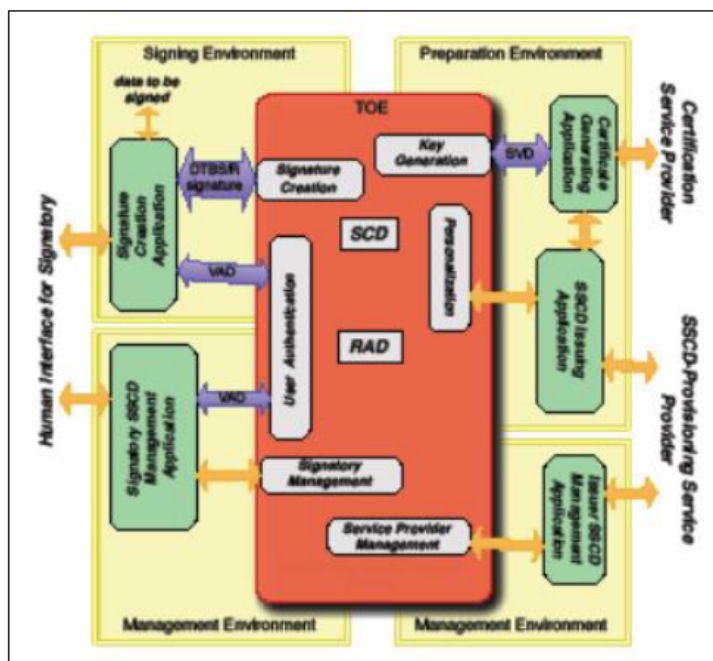 Signing Environment
Preparation Environment
data to be
signed
TOE
Key
Generation
SVD
Certificate
Generating
Application
Certification
Service Provider
DTBS/R
signature
Signature
Creation
Signature
Creation
Application
SCD
Personalization
Human Interface for Signatory
VAD
User Authentication
SSCD Issuing
Application
RAD
SSCD-Provisioning Service
Provider
Signatory SSCD
Management
Application
VAD
Signatory
Management
Issuer SSCD
Management
Application
Service Provider
Management
Management Environment
Management Environment